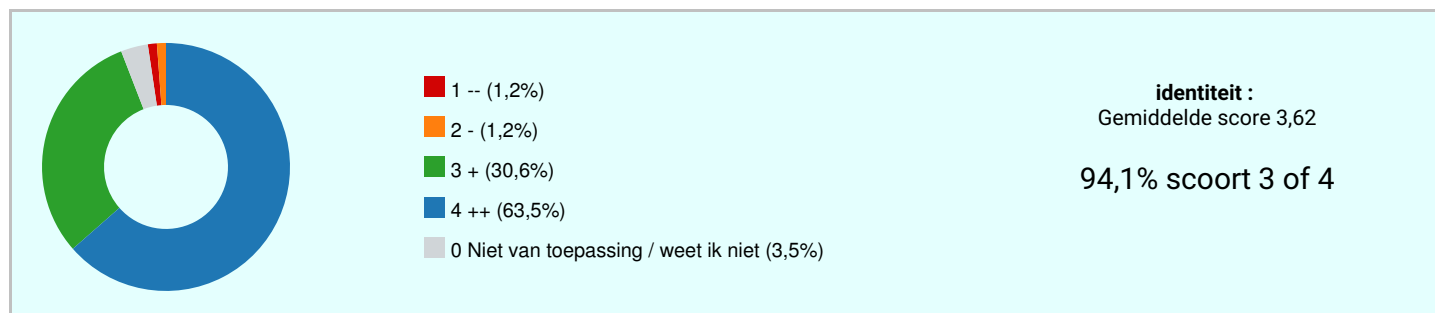 1 -- (1,2%)
2 - (1,2%)
3 + (30,6%)
4 ++ (63,5%)
0 Niet van toepassing / weet ik niet (3,5%)
identiteit :
Gemiddelde score 3,62
94,1% scoort 3 of 4